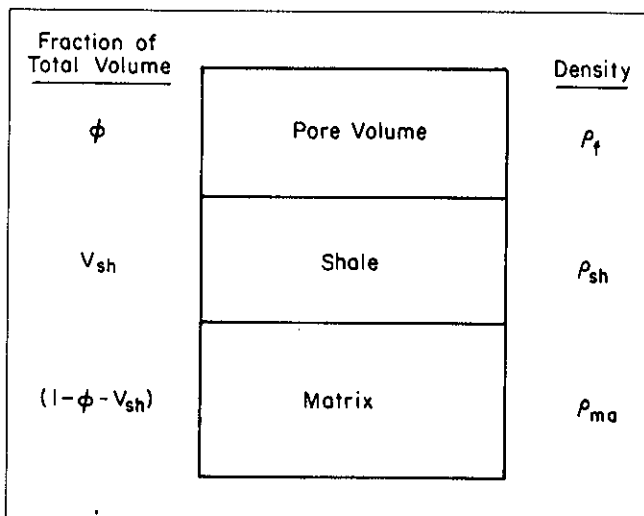 Fraction of
Total Volume
Density
ϕ
Pore Volume
ρf
Vsh
Shale
ρsh
(1-ϕ-Vsh)
Matrix
ρma